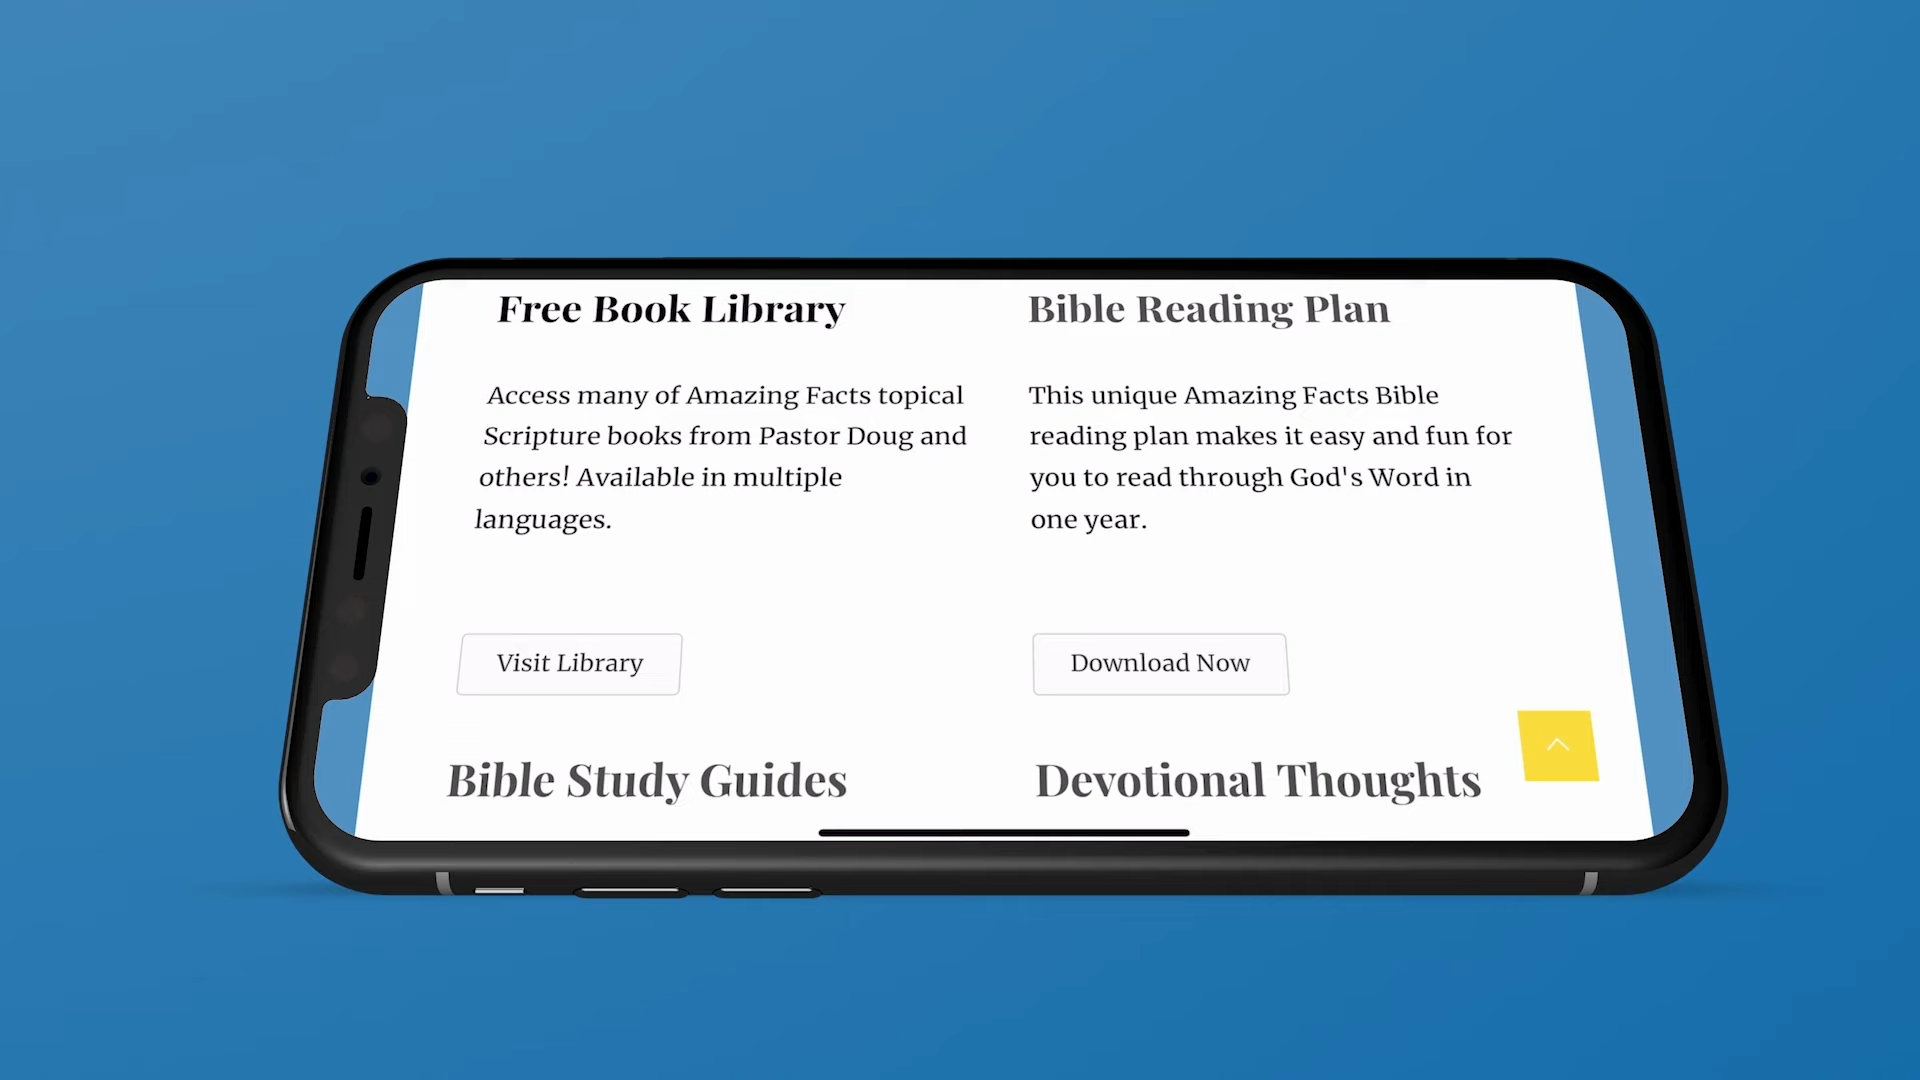 Free Book Library
Access many of Amazing Facts topical
Scripture books from Pastor Doug and
others! Available in multiple
languages.
Visit Library
Bible Reading Plan
This unique Amazing Facts Bible
reading plan makes it easy and fun for
you to read through God's Word in
one year.
Download Now
Bible Study Guides
Devotional Thoughts